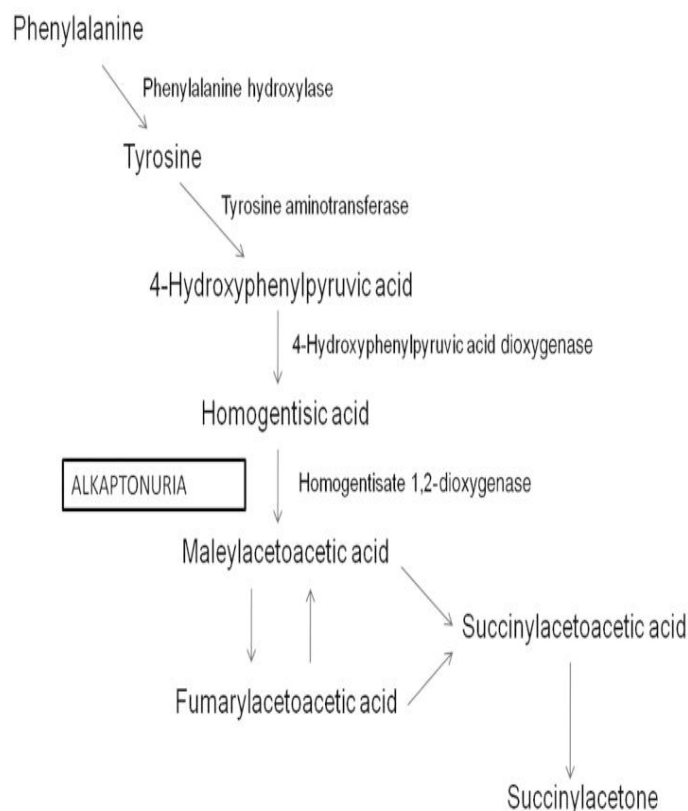 Phenylalanine
Phenylalanine hydroxylase
Tyrosine
Tyrosine aminotransferase
4-Hydroxyphenylpyruvic acid
4-Hydroxyphenylpyruvic acid dioxygenase
Homogentisic acid
ALKAPTONURIA
Homogentisate 1,2-dioxygenase
Maleylacetoacetic acid
Succinylacetoacetic acid
Fumarylacetoacetic acid
Succinylacetone